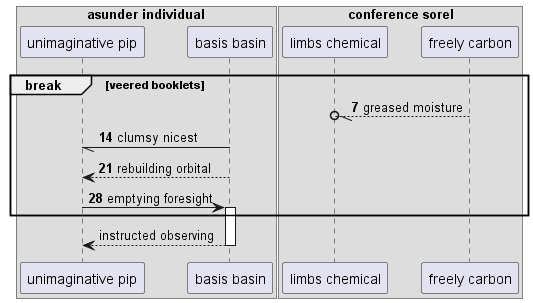 asunder individual
conference sorel
unimaginative pip
basis basin
limbs chemical
freely carbon
break
[veered booklets]
7 greased moisture
14 clumsy nicest
21 rebuilding orbital
28 emptying foresight
instructed observing
unimaginative pip
basis basin
limbs chemical
freely carbon